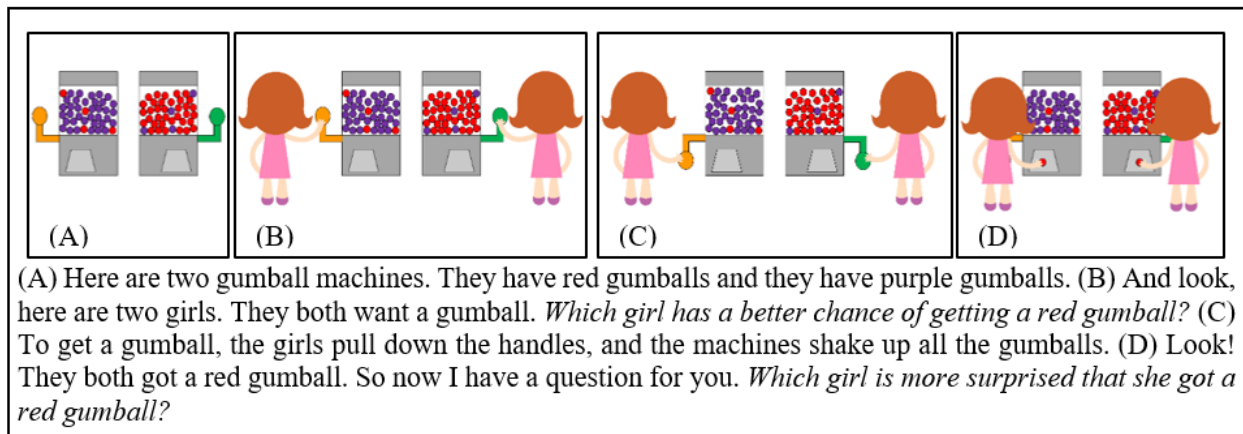 (A)
(B)
(C)
(D)
(A) Here are two gumball machines. They have red gumballs and they have purple gumballs. (B) And look,
here are two girls. They both want a gumball. Which girl has a better chance of getting a red gumball? (C)
To get a gumball, the girls pull down the handles, and the machines shake up all the gumballs. (D) Look!
They both got a red gumball. So now I have a question for you. Which girl is more surprised that she got a
red gumball?